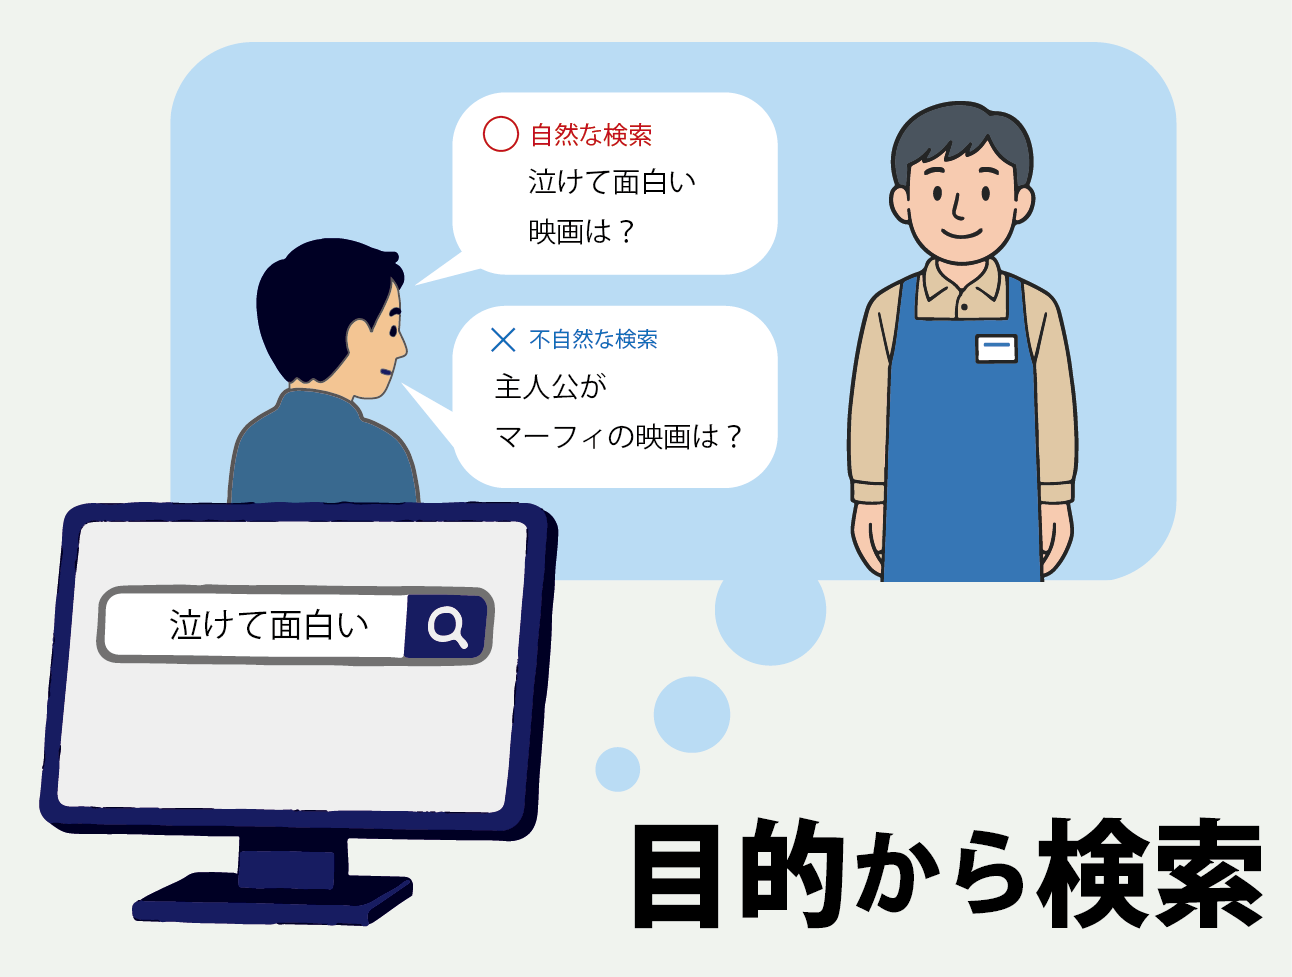 自然な検索
泣けて面白い
映画は？
不自然な検索
主人公が
マーフィの映画は？
泣けて面白い
目的から検索